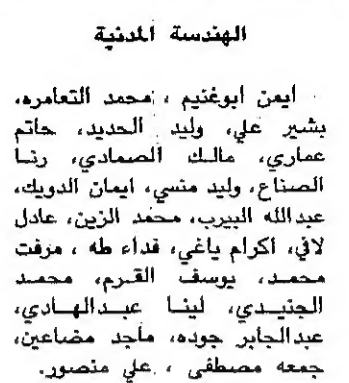 الهندسة المدنية
ايمن ابوغنيم ، محمد التعامره،
بشير علي، وليد الحديد، حاتم
عماري، مالك الصمادي، رنا
الصناع، وليد منسي، ايمان الدويك،
عبدالله البيرب، محمد الزين، عادل
لافي، اكرام ياغي، فداء طه ، مرفت
محمد، يوسف القرم، محمد
الجنيدي، لينا عبدالهادي،
عبدالجابر جوده، ماجد مضاعين،
جمعه مصطفى ، علي منصور.